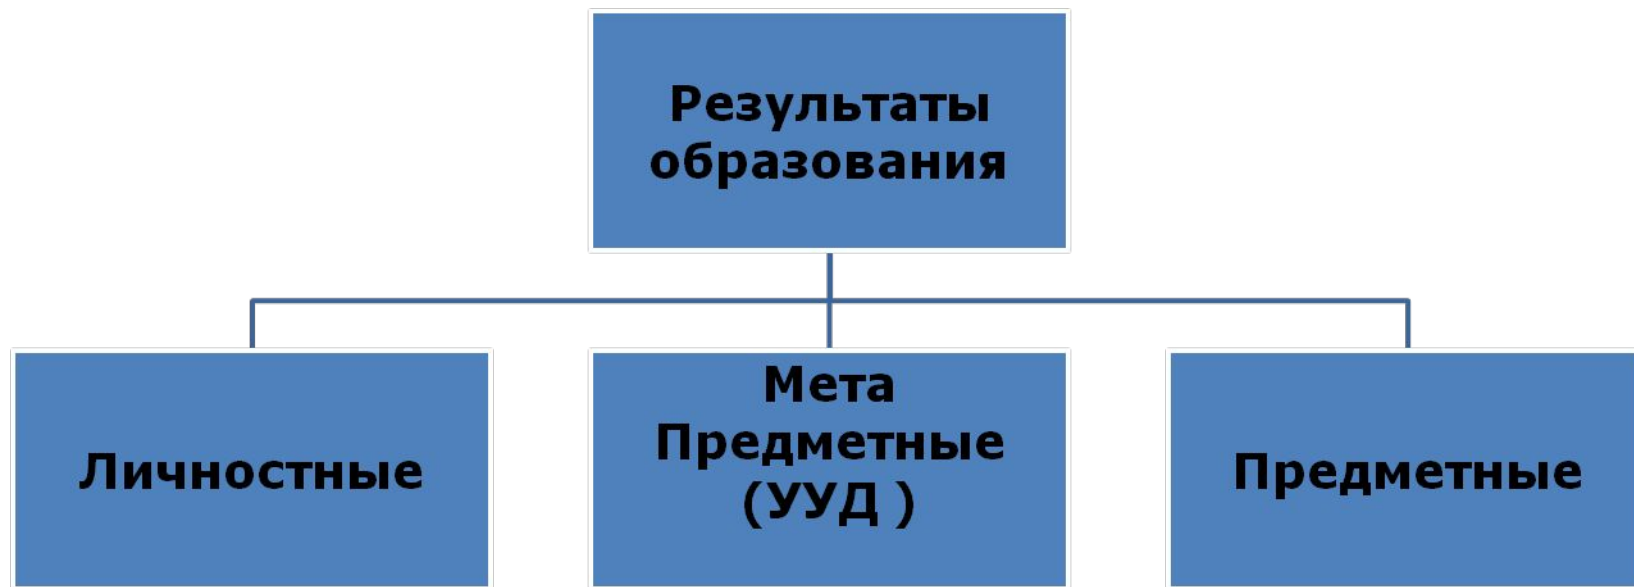 Результаты
образования
Личностные
Мета
Предметные
(УУД )
Предметные